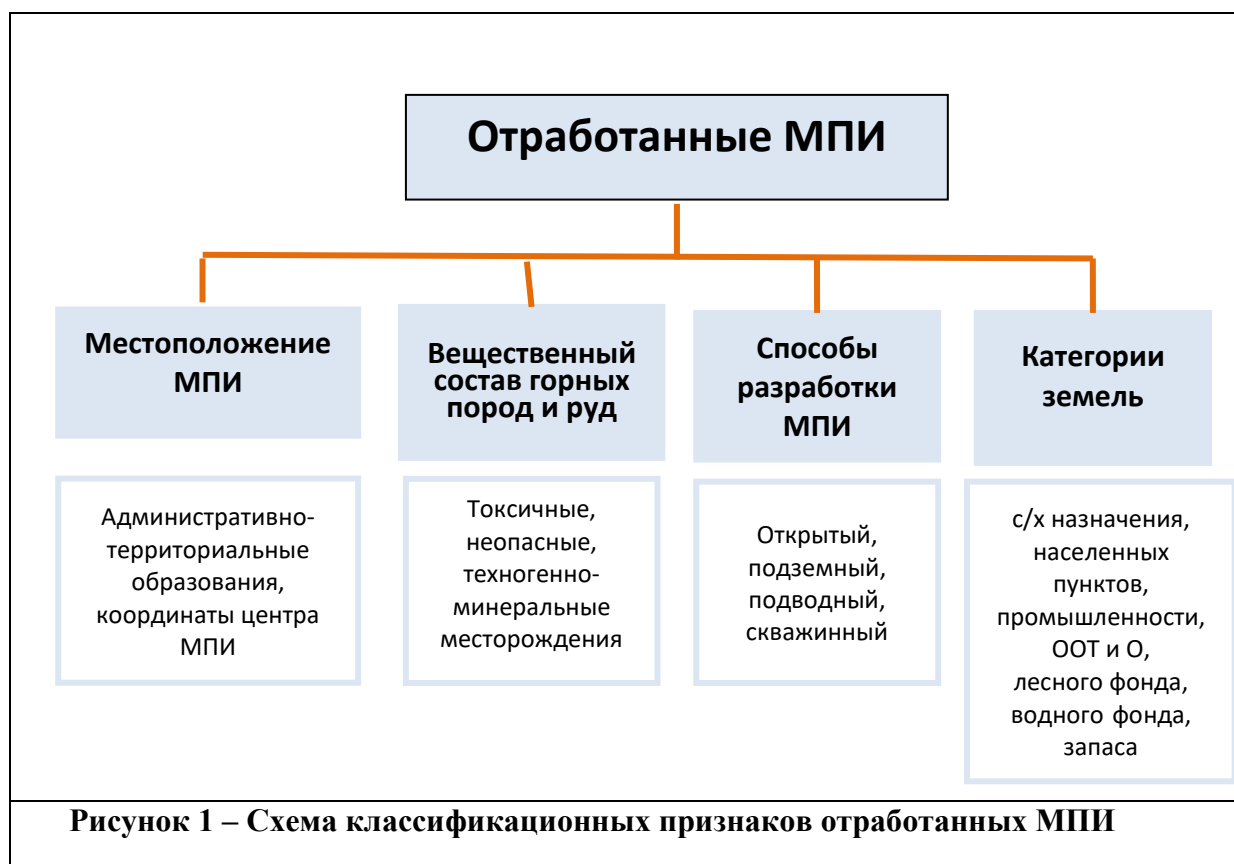 Отработанные МПИ
Местоположение
МПИ
Административно-
территориальные
образования,
координаты центра
МПИ
Вещественный
состав горных
пород и руд
Токсичные,
неопасные,
техногенно-
минеральные
месторождения
Способы
разработки
МПИ
Открытый,
подземный,
подводный,
скважинный
Категории
земель
с/х назначения,
населенных
пунктов,
промышленности,
ООТ и О,
лесного фонда,
водного фонда,
запаса
Рисунок 1 – Схема классификационных признаков отработанных МПИ